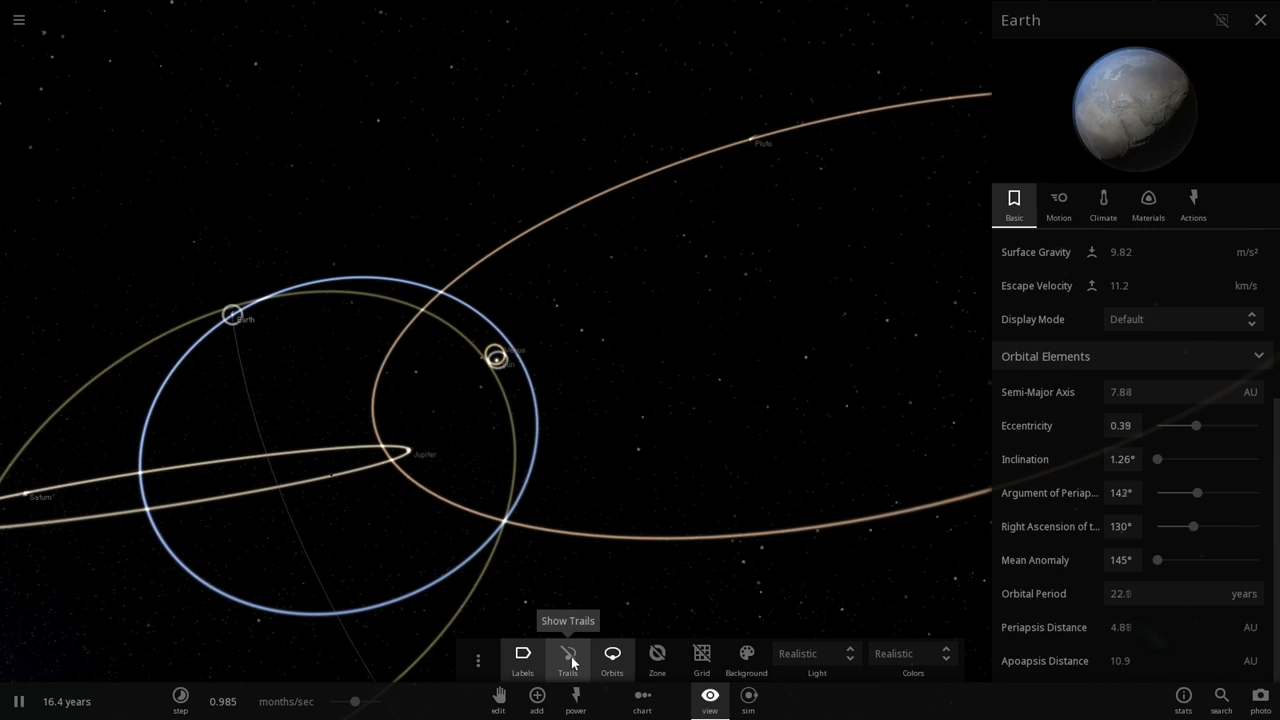 Earth
Pluto
Earth
Jupiter
Saturn
Basic
Motion
Climate
Materials
Actions
Surface Gravity 9.82 m/s²
Escape Velocity 11.2 km/s
Display Mode Default
Orbital Elements
Semi-Major Axis AU
Eccentricity 0.39
Inclination 1.26°
Argument of Periap...
Right Ascension of t... 130°
Mean Anomaly 145°
Orbital Period years
Periapsis Distance AU
Apoapsis Distance 10.9 AU
Show Trails
Labels
Trails
Orbits
Zone
Grid
Background
Realistic
Light
Realistic
Colors
16.4 years
step
0.985 months/sec
edit
add
power
chart
view
sim
stats
search
photo